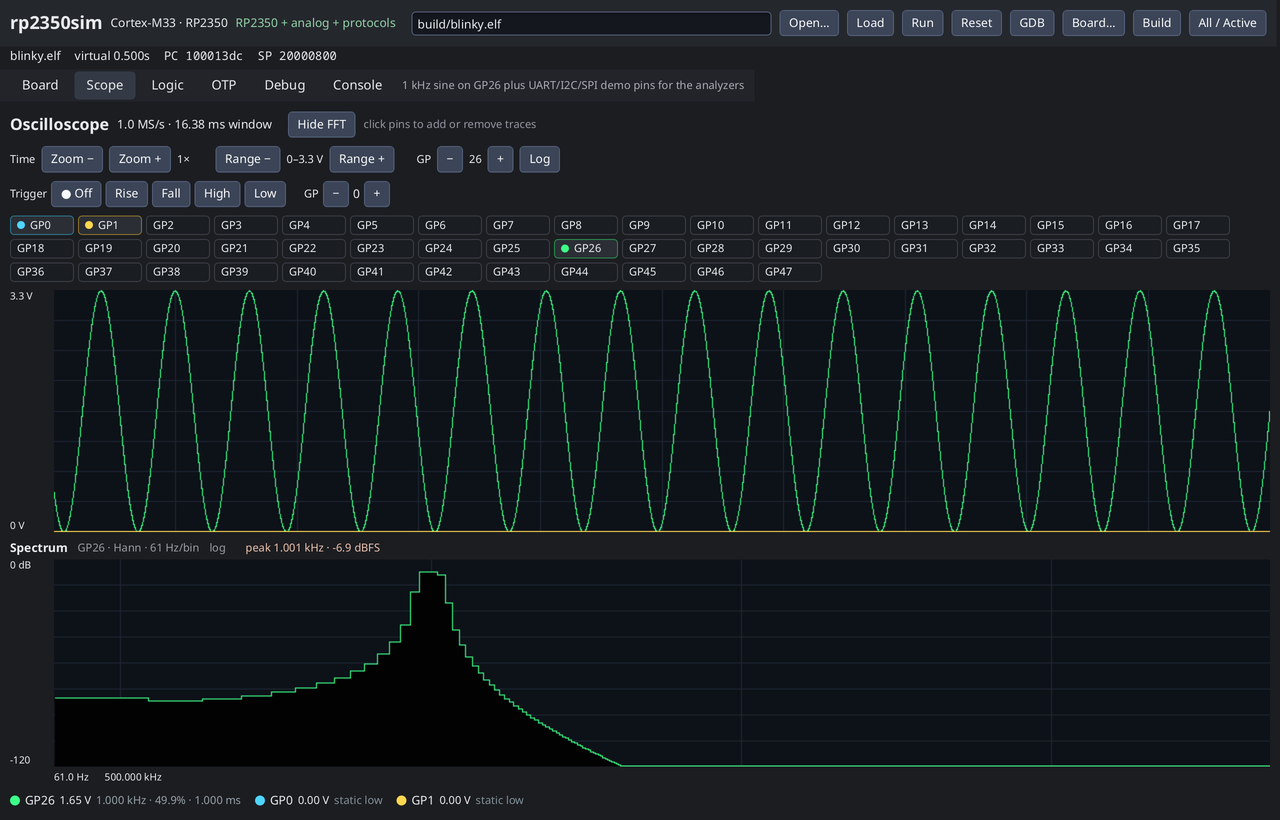 rp2350sim Cortex-M33 · RP2350 RP2350 + analog + protocols build/blinky.elf Open... Load Run Reset GDB Board... Build All / Active
blinky.elf virtual 0.500s PC 100013dc SP 20000800
Board Scope Logic OTP Debug Console 1 kHz sine on GP26 plus UART/I2C/SPI demo pins for the analyzers
Oscilloscope 1.0 MS/s · 16.38 ms window Hide FFT click pins to add or remove traces
Time Zoom − Zoom + 1× Range − 0–3.3 V Range + GP − 26 + Log
Trigger Off Rise Fall High Low GP − 0 +
GP0 GP1 GP2 GP3 GP4 GP5 GP6 GP7 GP8 GP9 GP10 GP11 GP12 GP13 GP14 GP15 GP16 GP17
GP18 GP19 GP20 GP21 GP22 GP23 GP24 GP25 GP26 GP27 GP28 GP29 GP30 GP31 GP32 GP33 GP34 GP35
GP36 GP37 GP38 GP39 GP40 GP41 GP42 GP43 GP44 GP45 GP46 GP47
3.3 V
0 V
Spectrum GP26 · Hann · 61 Hz/bin log peak 1.001 kHz · -6.9 dBFS
0 dB
-120
61.0 Hz 500.000 kHz
GP26 1.65 V 1.000 kHz · 49.9% · 1.000 ms GP0 0.00 V static low GP1 0.00 V static low